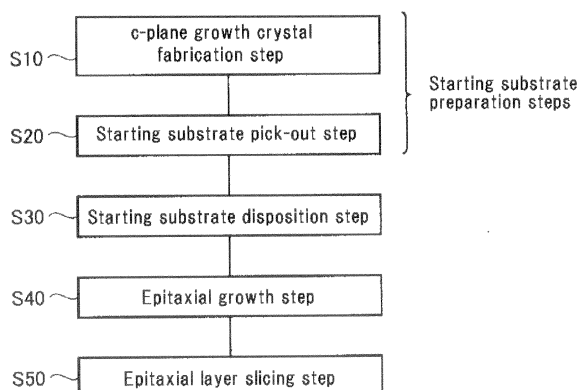 S10
c-plane growth crystal
fabrication step
Starting substrate
preparation steps
S20
Starting substrate pick-out step
S30
Starting substrate disposition step
S40
Epitaxial growth step
S50
Epitaxial layer slicing step